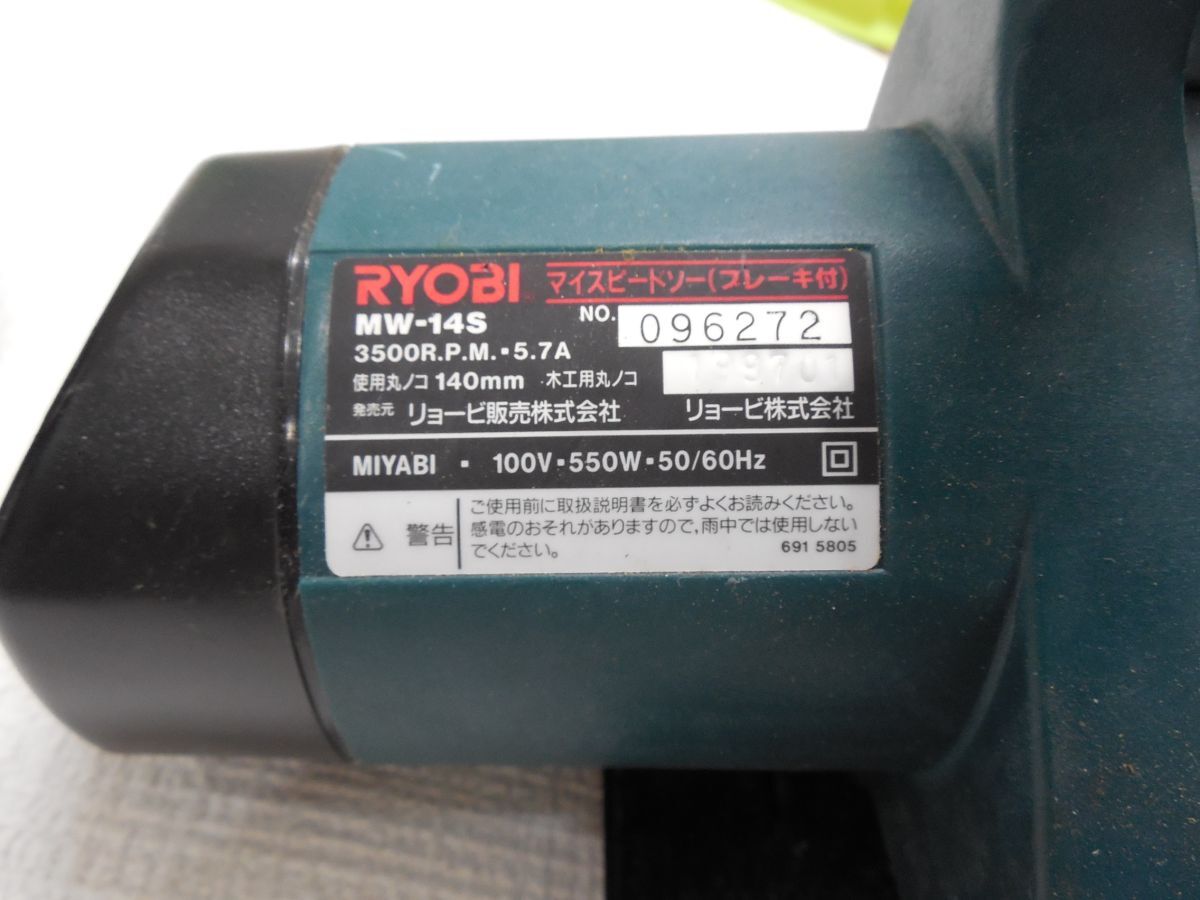 RYOBI® マイスピードソー(ブレーキ付)
MW-14S NO. 096272
3500R.P.M.▪5.7A
使用丸ノコ 140mm 木工用丸ノコ
発売元 リョービ販売株式会社 リョービ株式会社
MIYABI ▪ 100V▪550W▪50/60Hz
警告
ご使用前に取扱説明書を必ずよくお読みください。
感電のおそれがありますので,雨中では使用しない
でください。
691 5805